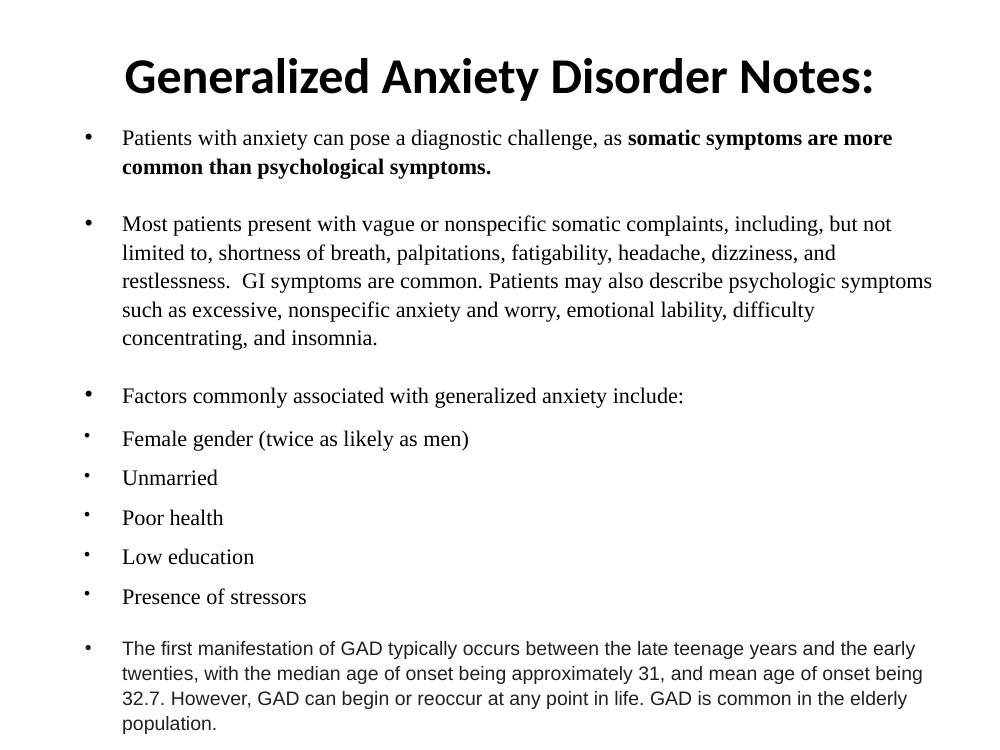 Generalized Anxiety Disorder Notes:
• Patients with anxiety can pose a diagnostic challenge, as somatic symptoms are more
common than psychological symptoms.
• Most patients present with vague or nonspecific somatic complaints, including, but not
limited to, shortness of breath, palpitations, fatigability, headache, dizziness, and
restlessness.  GI symptoms are common. Patients may also describe psychologic symptoms
such as excessive, nonspecific anxiety and worry, emotional lability, difficulty
concentrating, and insomnia.
• Factors commonly associated with generalized anxiety include:
• Female gender (twice as likely as men)
• Unmarried
• Poor health
• Low education
• Presence of stressors
• The first manifestation of GAD typically occurs between the late teenage years and the early
twenties, with the median age of onset being approximately 31, and mean age of onset being
32.7. However, GAD can begin or reoccur at any point in life. GAD is common in the elderly
population.